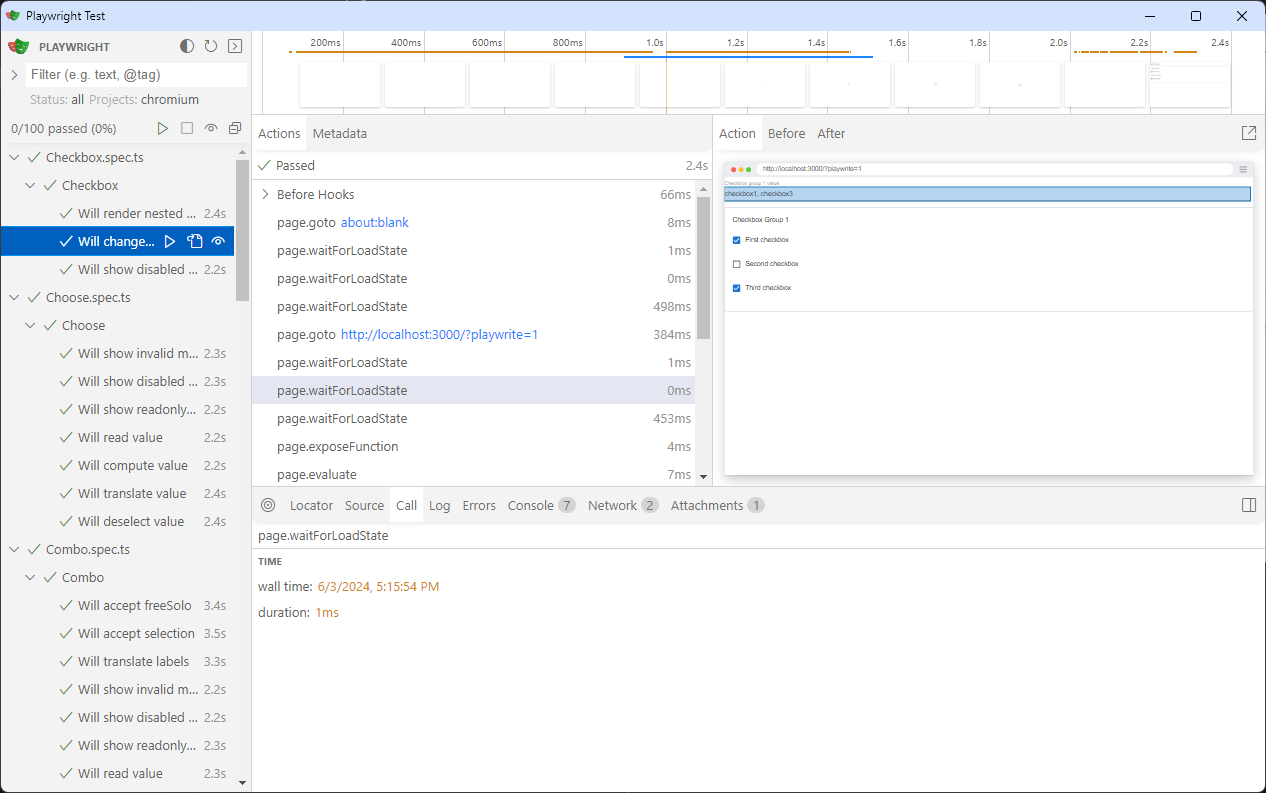 Playwright Test
PLAYWRIGHT
Filter (e.g. text, @tag)
Status: all Projects: chromium
0/100 passed (0%)
Checkbox.spec.ts
Checkbox
Will render nested ... 2.4s
Will change...
Will show disabled ... 2.2s
Choose.spec.ts
Choose
Will show invalid m... 2.3s
Will show disabled ... 2.3s
Will show readonly... 2.2s
Will read value 2.2s
Will compute value 2.2s
Will translate value 2.4s
Will deselect value 2.4s
Combo.spec.ts
Combo
Will accept freeSolo 3.4s
Will accept selection 3.5s
Will translate labels 3.3s
Will show invalid m... 2.2s
Will show disabled ... 2.2s
Will show readonly... 2.3s
Will read value 2.3s
200ms 400ms 600ms 800ms 1.0s 1.2s 1.4s 1.6s 1.8s 2.0s 2.2s 2.4s
Actions Metadata
Passed 2.4s
Before Hooks 66ms
page.goto about:blank 8ms
page.waitForLoadState 1ms
page.waitForLoadState 0ms
page.waitForLoadState 498ms
page.goto http://localhost:3000/?playwrite=1 384ms
page.waitForLoadState 1ms
page.waitForLoadState 0ms
page.waitForLoadState 453ms
page.exposeFunction 4ms
page.evaluate 7ms
Action Before After
http://localhost:3000/?playwrite=1
Checkbox group 1 value
checkbox1, checkbox3
Checkbox Group 1
First checkbox
Second checkbox
Third checkbox
Locator Source Call Log Errors Console 7 Network 2 Attachments 1
page.waitForLoadState
TIME
wall time: 6/3/2024, 5:15:54 PM
duration: 1ms